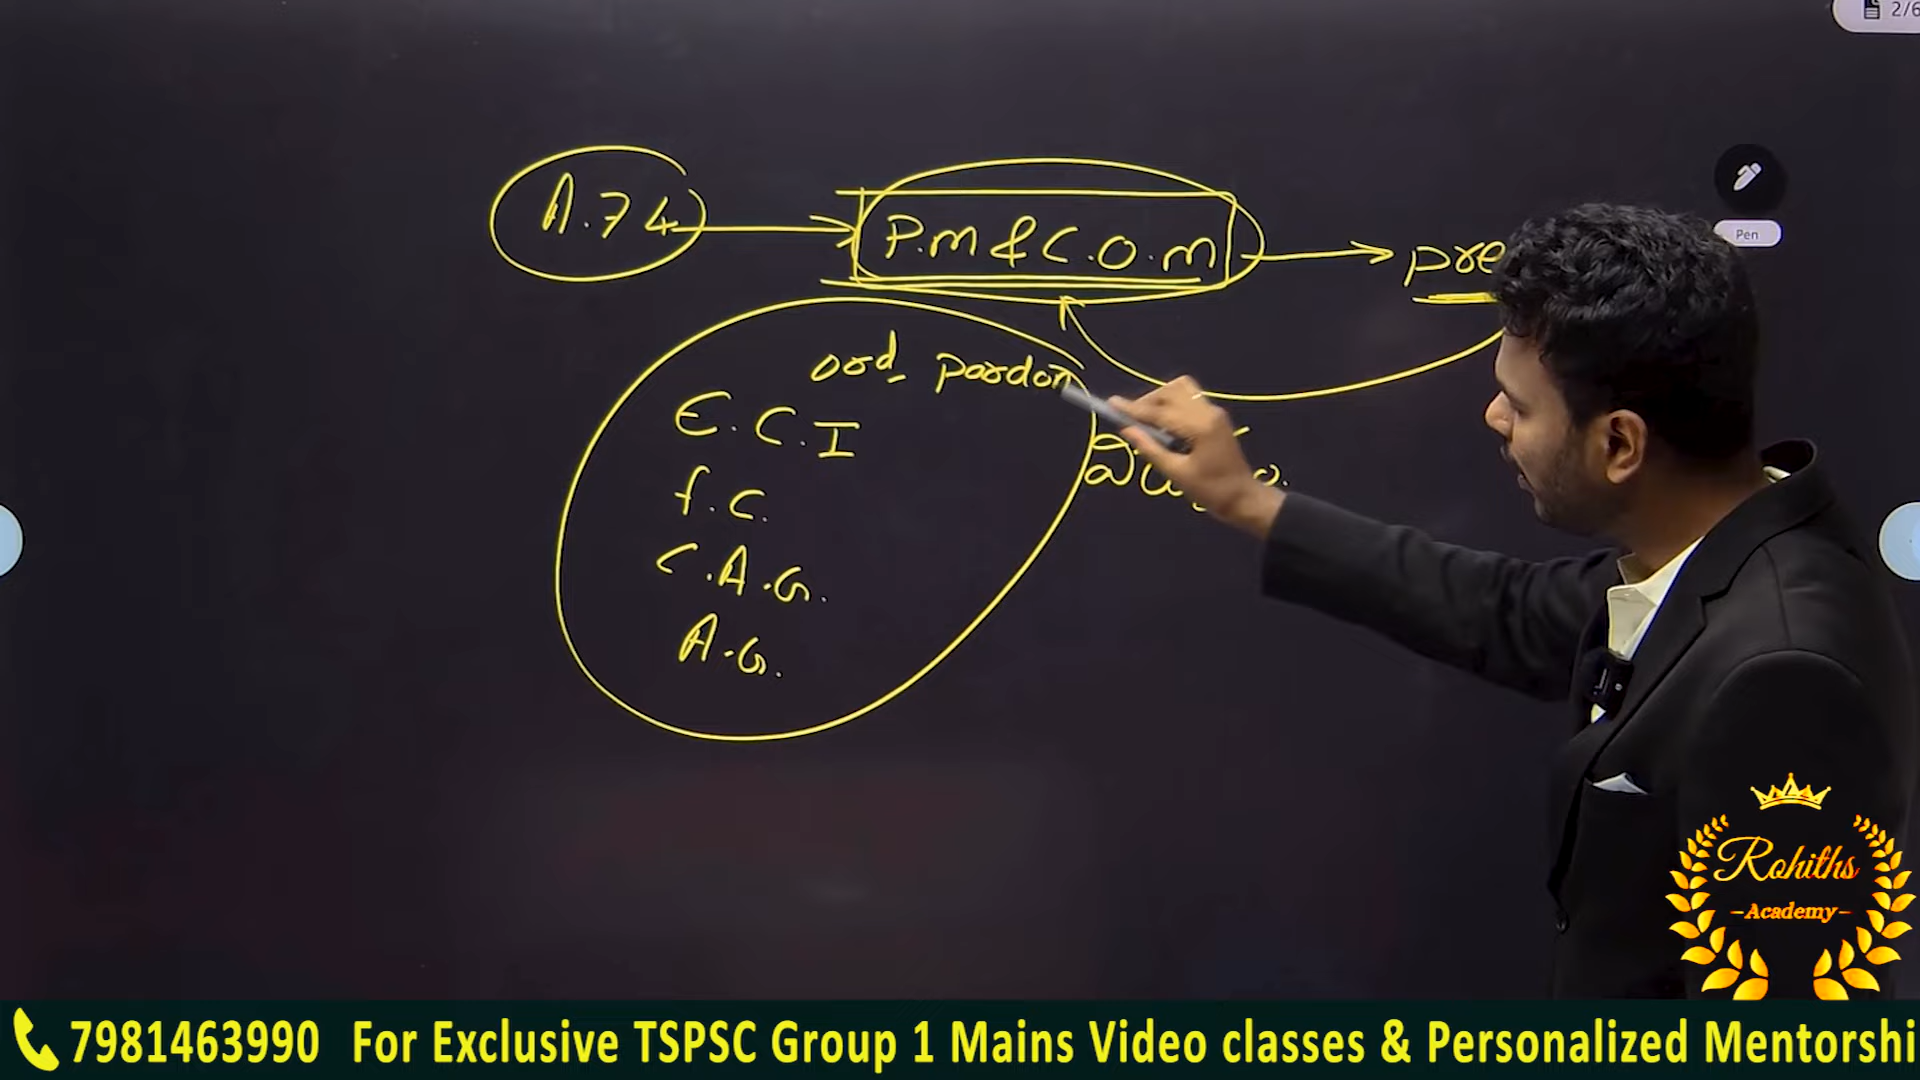 2/6
Pen
A.74 P.M & C.O.M pre
ord pardon
E.C.I
f.C.
C.A.G.
A.G.
Rohiths
Academy
7981463990 For Exclusive TSPSC Group 1 Mains Video classes & Personalized Mentorshi